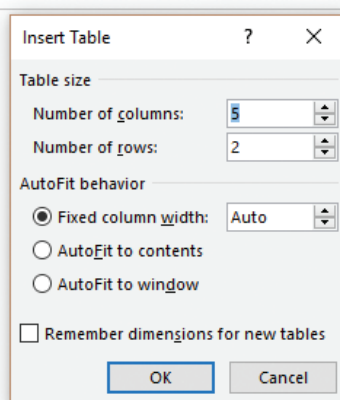 Insert Table ?
Table size
Number of columns: 5
Number of rows: 2
AutoFit behavior
Fixed column width: Auto
AutoFit to contents
AutoFit to window
Remember dimensions for new tables
OK Cancel